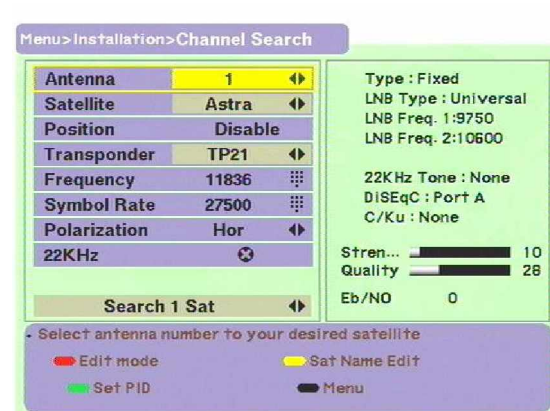 Menu>Installation>Channel Search
Antenna 1
Satellite Astra
Position Disable
Transponder TP21
Frequency 11836
Symbol Rate 27500
Polarization Hor
22KHz
Search 1 Sat
Type : Fixed
LNB Type : Universal
LNB Freq. 1:9750
LNB Freq. 2:10600
22KHz Tone : None
DiSEqC : Port A
C/Ku : None
Stren... 10
Quality 28
Eb/NO 0
Select antenna number to your desired satellite
Edit mode
Sat Name Edit
Set PID
Menu